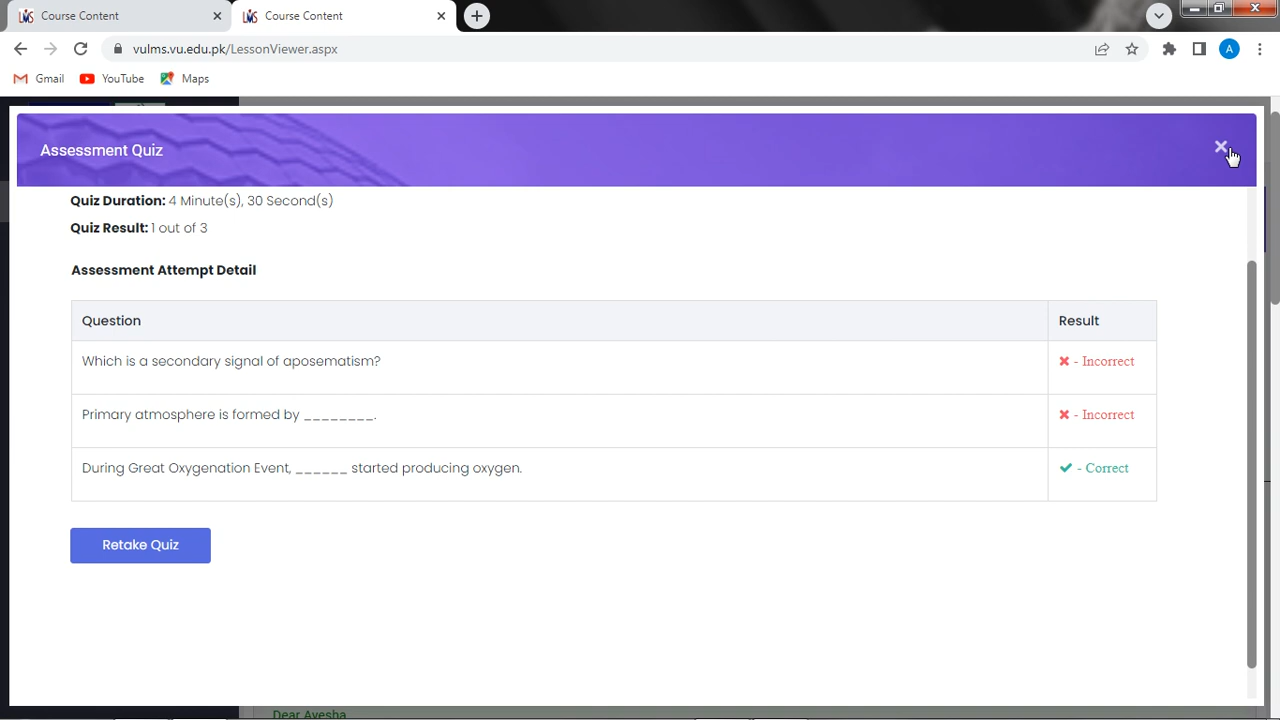 Course Content
Course Content
vulms.vu.edu.pk/LessonViewer.aspx
A
Gmail YouTube Maps
Assessment Quiz
Quiz Duration: 4 Minute(s), 30 Second(s)
Quiz Result: 1 out of 3
Assessment Attempt Detail
Question Result
Which is a secondary signal of aposematism? ✖ - Incorrect
Primary atmosphere is formed by ________. ✖ - Incorrect
During Great Oxygenation Event, ______ started producing oxygen. ✔ - Correct
Retake Quiz
Dear Ayesha